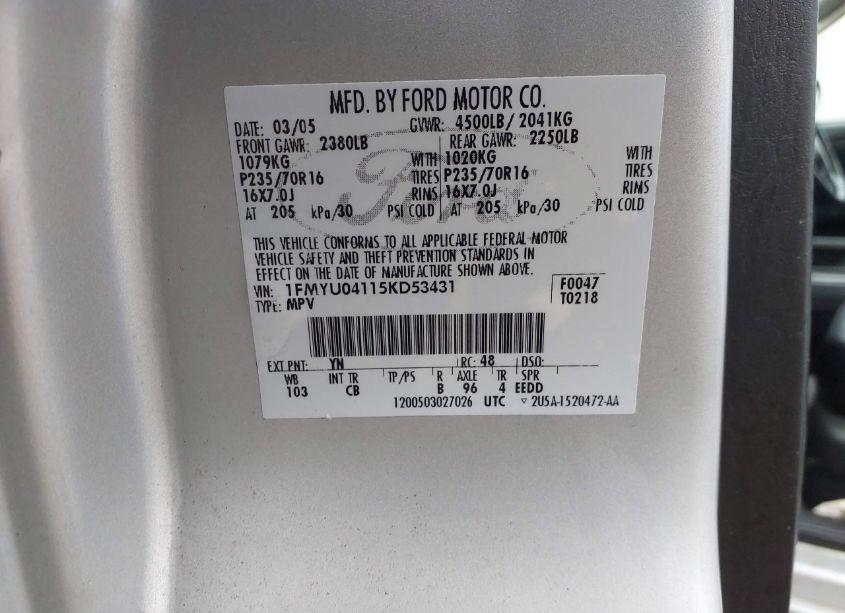 MFD. BY FORD MOTOR CO.
DATE: 03/05 GVWR: 4500LB/ 2041KG
FRONT GAWR: 2380LB REAR GAWR: 2250LB
1079KG WITH 1020KG WITH
P235/70R16 TIRES P235/70R16 TIRES
16X7.0J RIMS 16X7.0J RIMS
AT 205 kPa/30 PSI COLD AT 205 kPa/30 PSI COLD
Ford
THIS VEHICLE CONFORMS TO ALL APPLICABLE FEDERAL MOTOR
VEHICLE SAFETY AND THEFT PREVENTION STANDARDS IN
EFFECT ON THE DATE OF MANUFACTURE SHOWN ABOVE.
VIN: 1FMYU04115KD53431 F0047
TYPE: MPV T0218
EXT PNT: YN RC: 48 DSO:
WB INT TR TP/PS R AXLE TR SPR
103 CB B 96 4 EEDD
1200503027026 UTC ▿ 2U5A-1520472-AA